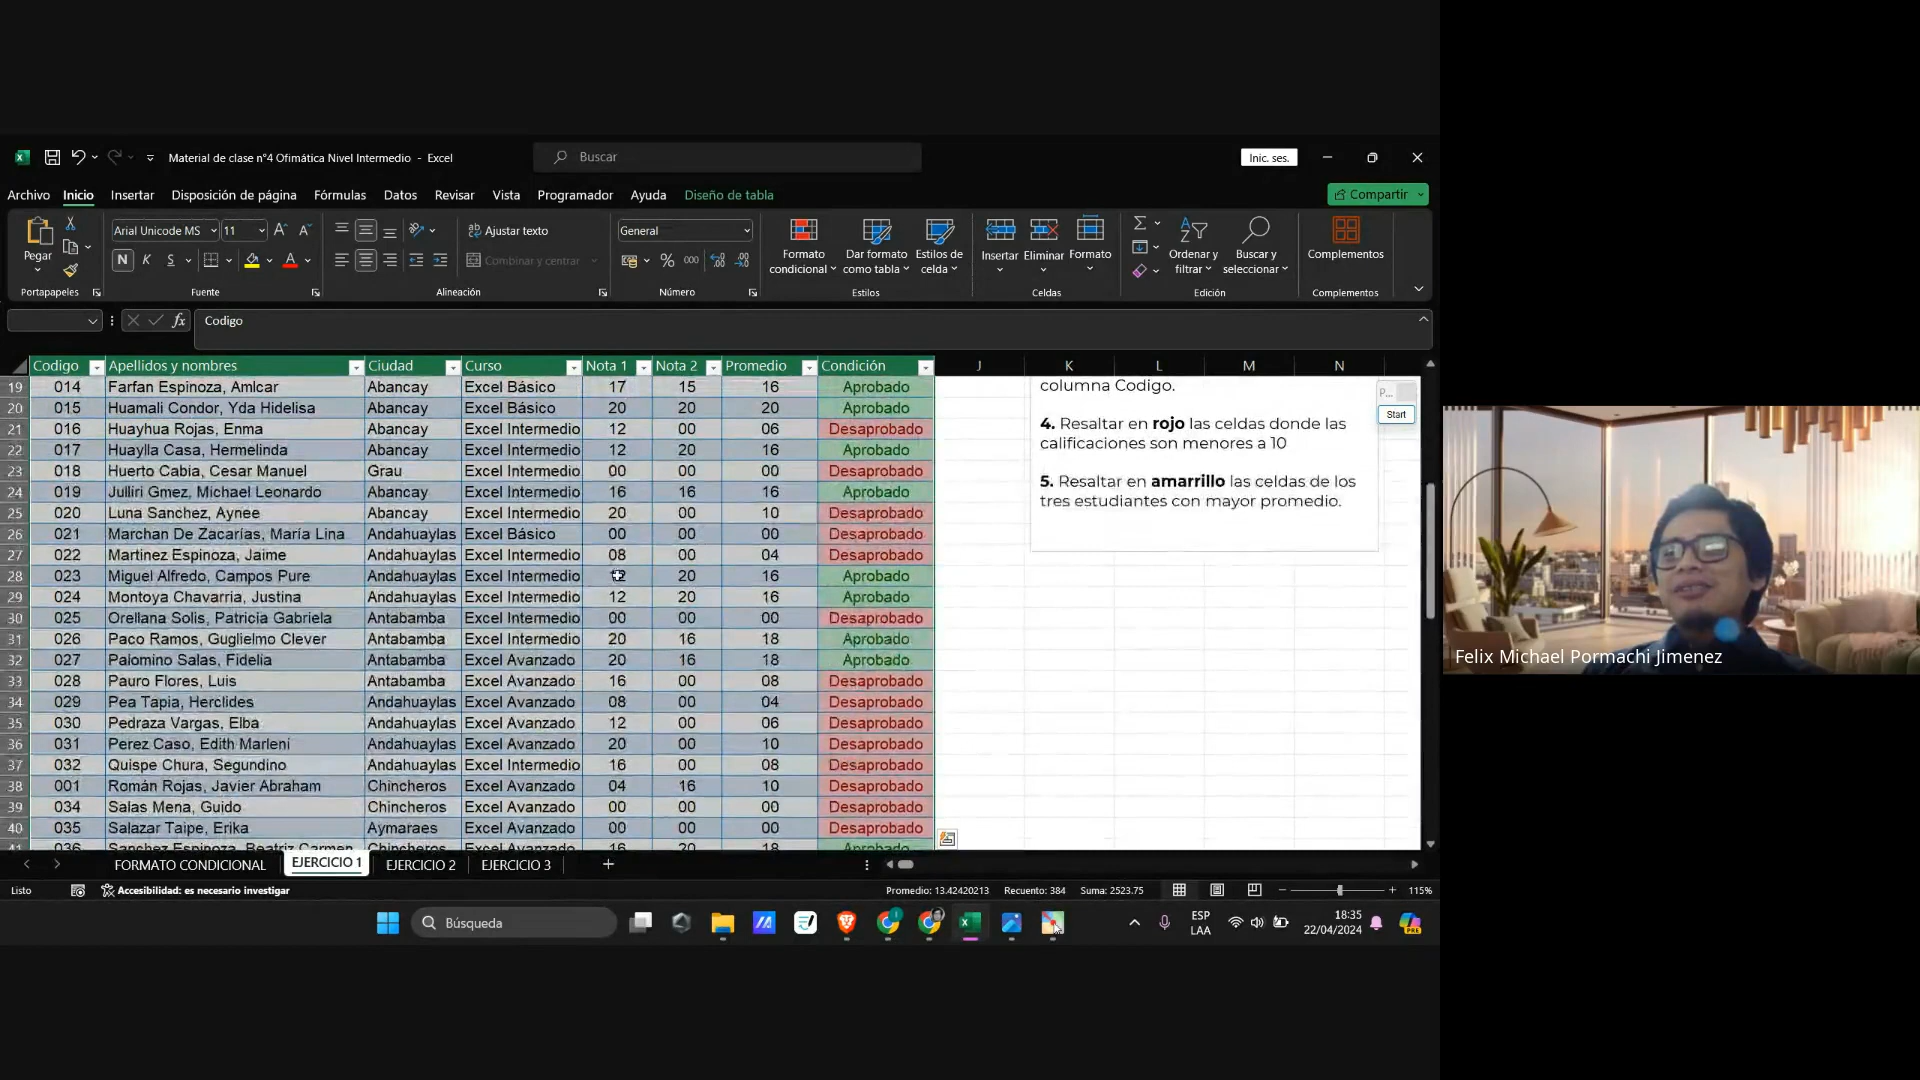 Material de clase n°4 Ofimática Nivel Intermedio - Excel
Buscar
Inic. ses.
Archivo Inicio Insertar Disposición de página Fórmulas Datos Revisar Vista Programador Ayuda Diseño de tabla
Compartir
Pegar
Portapapeles
Arial Unicode MS 11
N K S
Fuente
Ajustar texto
Combinar y centrar
Alineación
General
% 000
Número
Formato condicional
Dar formato como tabla
Estilos de celda
Estilos
Insertar Eliminar Formato
Celdas
Ordenar y filtrar
Buscar y seleccionar
Edición
Complementos
Complementos
fx Codigo
Codigo Apellidos y nombres Ciudad Curso Nota 1 Nota 2 Promedio Condición J K L M N
19 014 Farfan Espinoza, Amlcar Abancay Excel Básico 17 15 16 Aprobado
20 015 Huamali Condor, Yda Hidelisa Abancay Excel Básico 20 20 20 Aprobado
21 016 Huayhua Rojas, Enma Abancay Excel Intermedio 12 00 06 Desaprobado
22 017 Huaylla Casa, Hermelinda Abancay Excel Intermedio 12 20 16 Aprobado
23 018 Huerto Cabia, Cesar Manuel Grau Excel Intermedio 00 00 00 Desaprobado
24 019 Julliri Gmez, Michael Leonardo Abancay Excel Intermedio 16 16 16 Aprobado
25 020 Luna Sanchez, Aynee Abancay Excel Intermedio 20 00 10 Desaprobado
26 021 Marchan De Zacarías, María Lina Andahuaylas Excel Básico 00 00 00 Desaprobado
27 022 Martinez Espinoza, Jaime Andahuaylas Excel Intermedio 08 00 04 Desaprobado
28 023 Miguel Alfredo, Campos Pure Andahuaylas Excel Intermedio 20 16 Aprobado
29 024 Montoya Chavarria, Justina Andahuaylas Excel Intermedio 12 20 16 Aprobado
30 025 Orellana Solis, Patricia Gabriela Antabamba Excel Intermedio 00 00 00 Desaprobado
31 026 Paco Ramos, Guglielmo Clever Antabamba Excel Intermedio 20 16 18 Aprobado
32 027 Palomino Salas, Fidelia Antabamba Excel Avanzado 20 16 18 Aprobado
33 028 Pauro Flores, Luis Antabamba Excel Avanzado 16 00 08 Desaprobado
34 029 Pea Tapia, Herclides Andahuaylas Excel Avanzado 08 00 04 Desaprobado
35 030 Pedraza Vargas, Elba Andahuaylas Excel Avanzado 12 00 06 Desaprobado
36 031 Perez Caso, Edith Marleni Andahuaylas Excel Avanzado 20 00 10 Desaprobado
37 032 Quispe Chura, Segundino Andahuaylas Excel Intermedio 16 00 08 Desaprobado
38 001 Román Rojas, Javier Abraham Chincheros Excel Avanzado 04 16 10 Desaprobado
39 034 Salas Mena, Guido Chincheros Excel Avanzado 00 00 00 Desaprobado
40 035 Salazar Taipe, Erika Aymaraes Excel Avanzado 00 00 00 Desaprobado
036 Sanchez Espinoza, Beatriz Carmen Chincheros Excel Avanzado 16 20 18 Aprobado
columna Codigo.
4. Resaltar en rojo las celdas donde las
calificaciones son menores a 10
5. Resaltar en amarrillo las celdas de los
tres estudiantes con mayor promedio.
P...
Start
Felix Michael Pormachi Jimenez
FORMATO CONDICIONAL EJERCICIO 1 EJERCICIO 2 EJERCICIO 3
Listo Accesibilidad: es necesario investigar Promedio: 13.42420213 Recuento: 384 Suma: 2523.75 115%
Búsqueda
ESP
LAA
18:35
22/04/2024
PRE